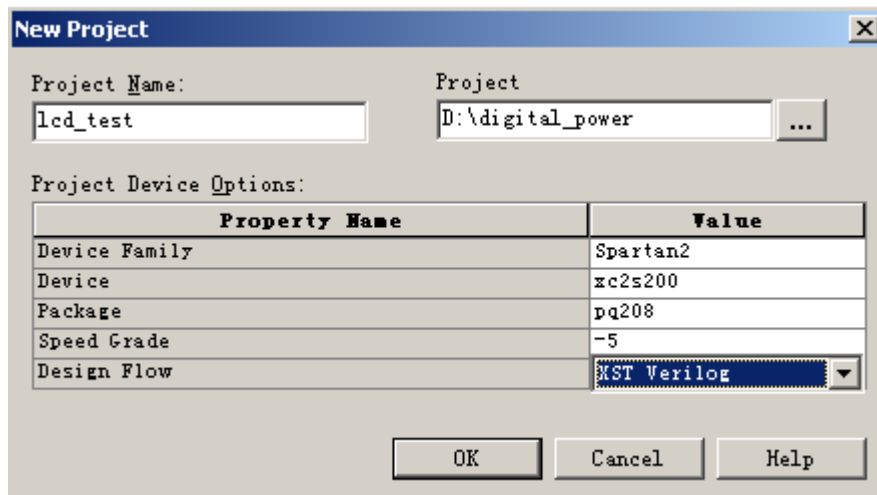 New Project
Project Name: Project
lcd_test D:\digital_power ...
Project Device Options:
Property Name Value
Device Family Spartan2
Device xc2s200
Package pq208
Speed Grade -5
Design Flow XST Verilog
OK Cancel Help